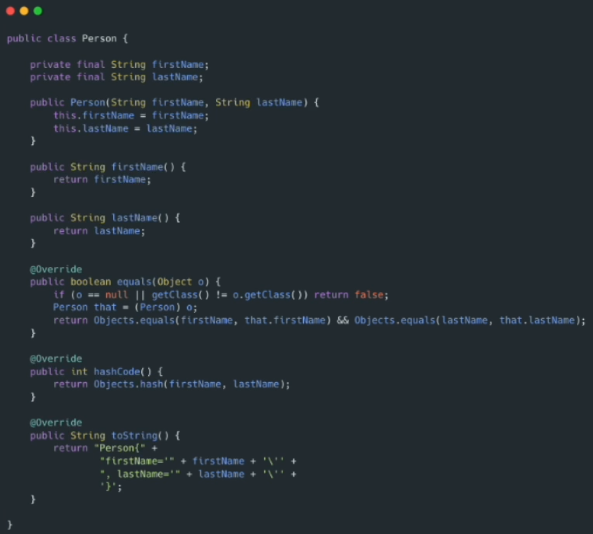 public class Person {
private final String firstName;
private final String lastName;
public Person(String firstName, String lastName) {
this.firstName = firstName;
this.lastName = lastName;
}
public String firstName() {
return firstName;
}
public String lastName() {
return lastName;
}
@Override
public boolean equals(Object o) {
if (o == null || getClass() != o.getClass()) return false;
Person that = (Person) o;
return Objects.equals(firstName, that.firstName) && Objects.equals(lastName, that.lastName);
}
@Override
public int hashCode() {
return Objects.hash(firstName, lastName);
}
@Override
public String toString() {
return "Person{" +
"firstName='" + firstName + '\'' +
", lastName='" + lastName + '\'' +
'}';
}
}